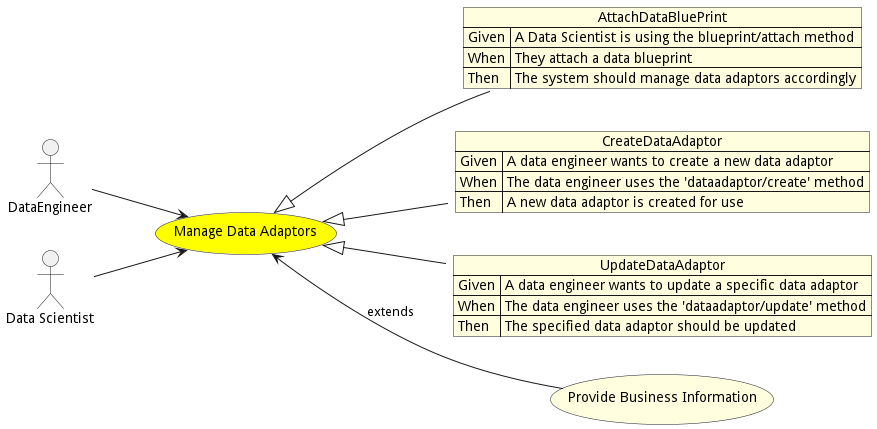 AttachDataBluePrint
Given A Data Scientist is using the blueprint/attach method
When They attach a data blueprint
Then The system should manage data adaptors accordingly
CreateDataAdaptor
Given A data engineer wants to create a new data adaptor
When The data engineer uses the 'dataadaptor/create' method
Then A new data adaptor is created for use
DataEngineer
Manage Data Adaptors
Data Scientist
UpdateDataAdaptor
Given A data engineer wants to update a specific data adaptor
When The data engineer uses the 'dataadaptor/update' method
Then The specified data adaptor should be updated
extends
Provide Business Information